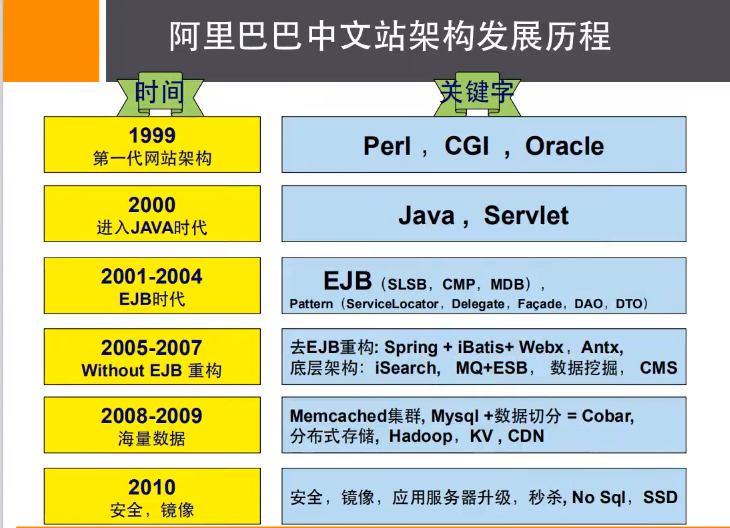 阿里巴巴中文站架构发展历程
时间
关键字
1999
第一代网站架构
Perl ，CGI ，Oracle
2000
进入JAVA时代
Java , Servlet
2001-2004
EJB时代
EJB（SLSB，CMP，MDB），
Pattern（ServiceLocator，Delegate，Façade，DAO，DTO）
2005-2007
Without EJB 重构
去EJB重构: Spring + iBatis+ Webx，Antx,
底层架构：iSearch, MQ+ESB， 数据挖掘， CMS
2008-2009
海量数据
Memcached集群, Mysql +数据切分 = Cobar,
分布式存储, Hadoop，KV , CDN
2010
安全，镜像
安全，镜像，应用服务器升级，秒杀, No Sql，SSD